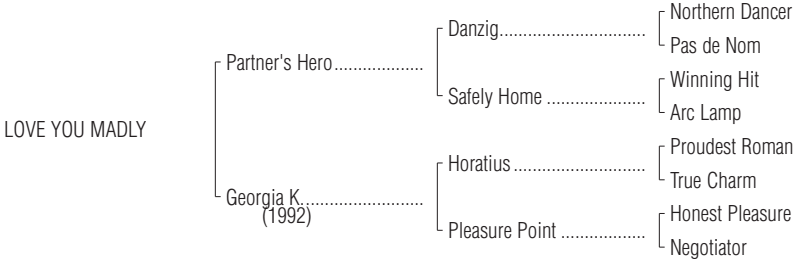 Northern Dancer
Danzig..............................
Pas de Nom
Partner's Hero..................
Winning Hit
Safely Home ....................
Arc Lamp
LOVE YOU MADLY
Proudest Roman
Horatius...........................
True Charm
Georgia K.........................
(1992)
Honest Pleasure
Pleasure Point .................
Negotiator